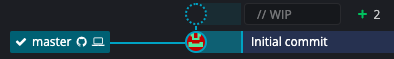 // WIP + 2
master Initial commit